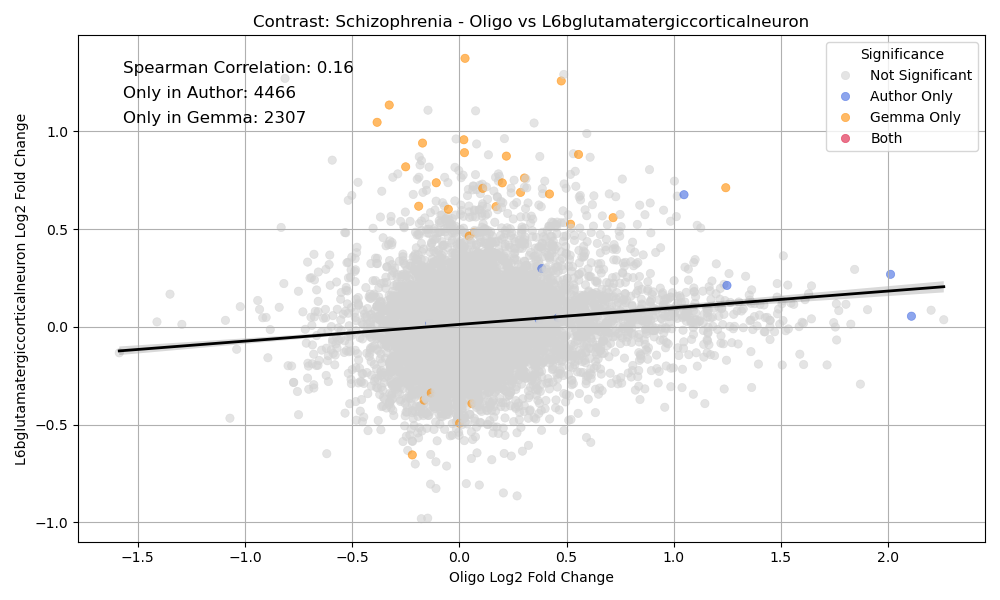 Contrast: Schizophrenia - Oligo vs L6bglutamatergiccorticalneuron
Spearman Correlation: 0.16
Only in Author: 4466
Only in Gemma: 2307
Significance
Not Significant
Author Only
Gemma Only
Both
L6bglutamatergiccorticalneuron Log2 Fold Change
1.0
0.5
0.0
−0.5
−1.0
−1.5
−1.0
−0.5
0.0
0.5
1.0
1.5
2.0
Oligo Log2 Fold Change